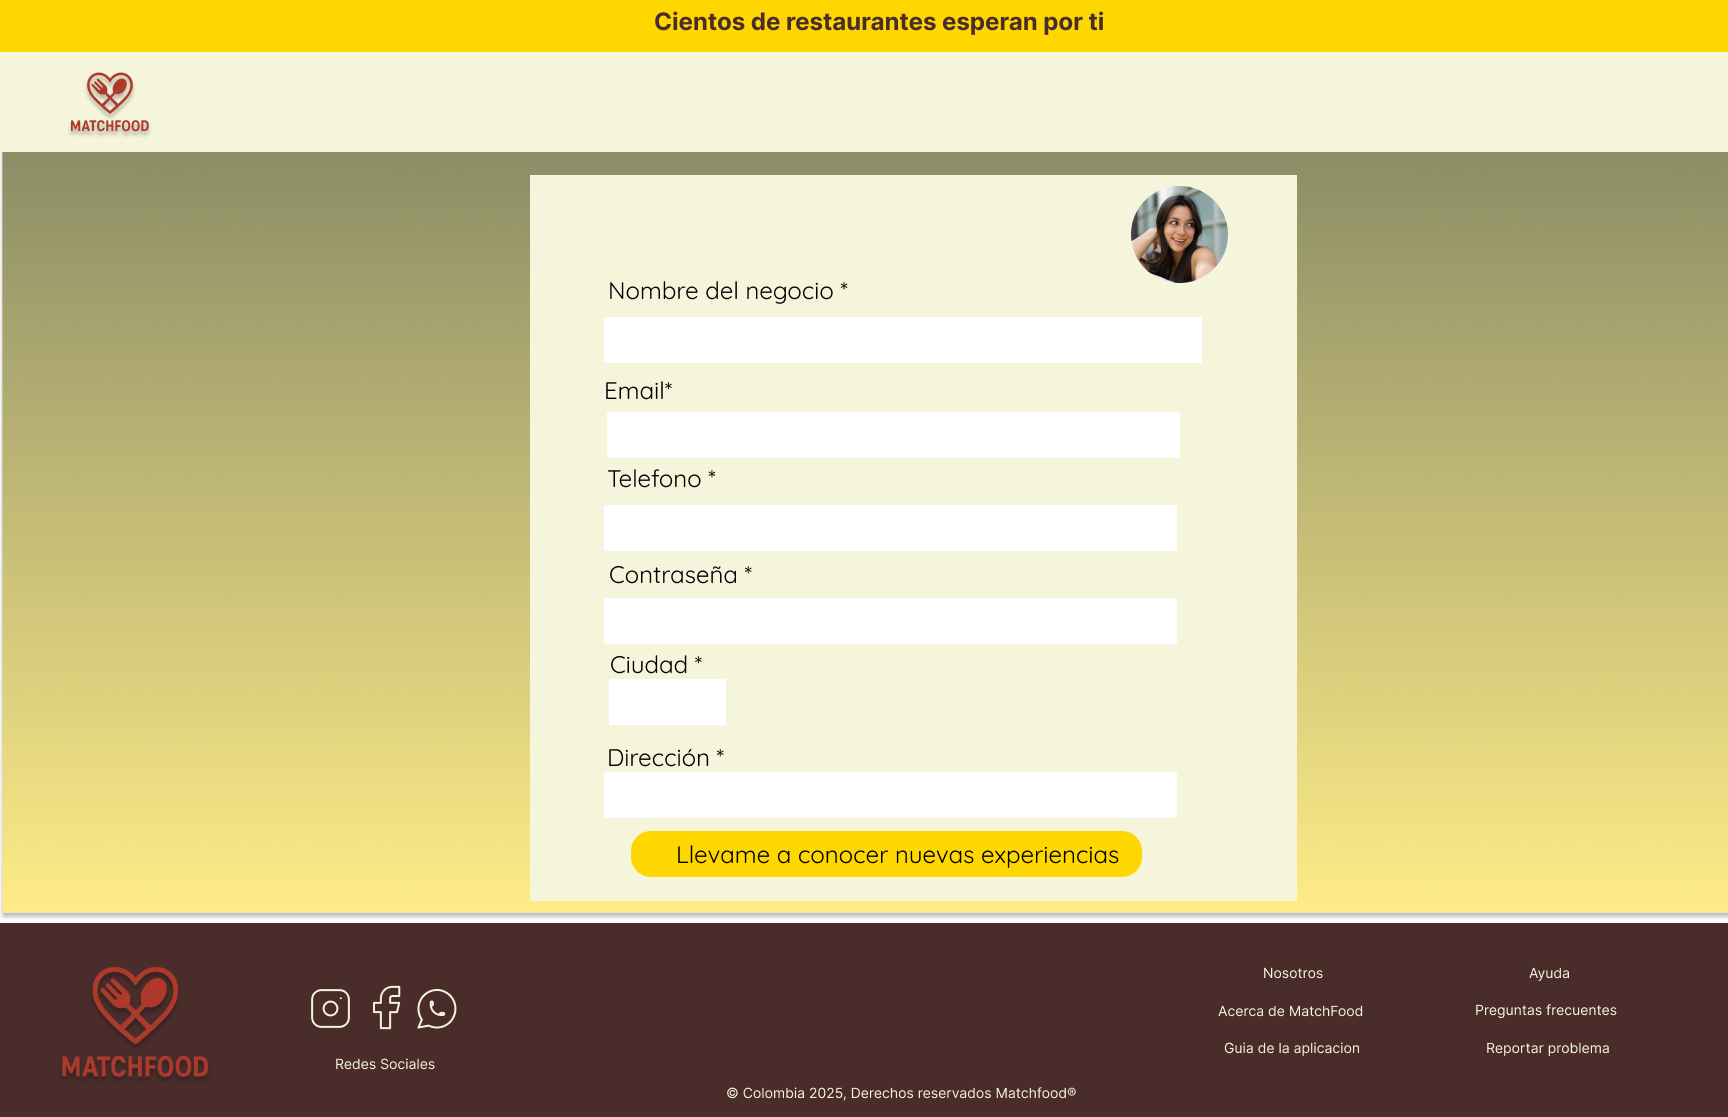 Cientos de restaurantes esperan por ti
MATCHFOOD
Nombre del negocio *
Email*
Telefono *
Contraseña *
Ciudad *
Dirección *
Llevame a conocer nuevas experiencias
MATCHFOOD
Redes Sociales
Nosotros
Acerca de MatchFood
Guia de la aplicacion
Ayuda
Preguntas frecuentes
Reportar problema
© Colombia 2025, Derechos reservados Matchfood®